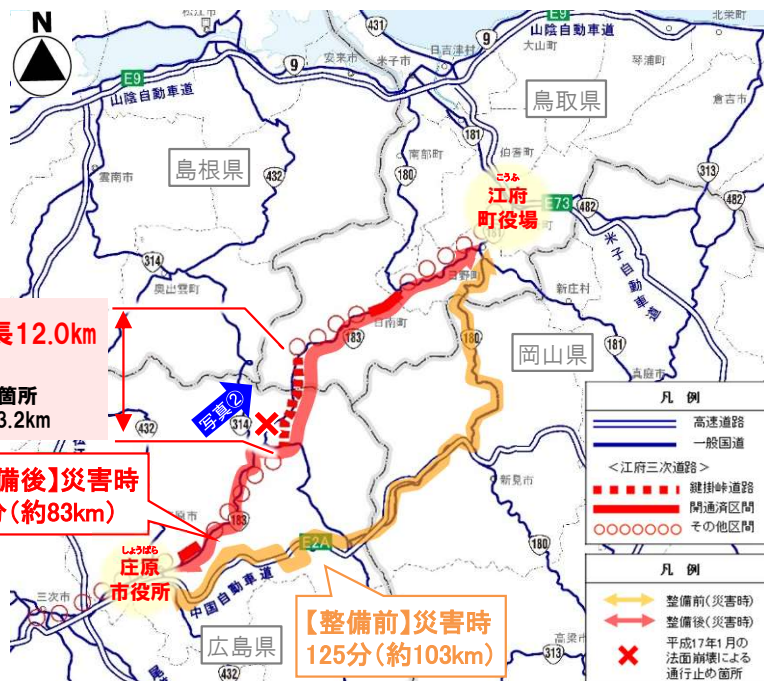 N
松江市
E9
山陰自動車道
9
安来市
米子市
431
日吉津村
9
大山町
E9
山陰自動車道
琴浦町
北栄町
倉吉市
鳥取県
島根県
雲南市
432
南部町
180
181
伯耆町
313
482
こうふ
江府
町役場
E73
482
米子自動車道
314
奥出雲町
日野町
日南町
183
新庄村
181
真庭市
岡山県
180
長12.0km
箇所
3.2km
432
写真②
314
備後】災害時
分(約83km)
原市
183
しょうばら
庄原
市役所
三次市
E2A
中国自動車道
新見市
180
高梁市
313
広島県
432
【整備前】災害時
125分(約103km)
凡 例
高速道路
一般国道
<江府三次道路>
鍵掛峠道路
開通済区間
その他区間
凡 例
整備前(災害時)
整備後(災害時)
平成17年1月の
法面崩壊による
通行止め箇所